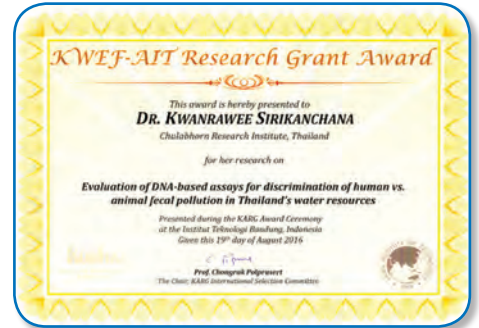 KWEF-AIT Research Grant Award
This award is hereby presented to
DR. KWANRAWEE SIRIKANCHANA
Chulabhorn Research Institute, Thailand
for her research on
Evaluation of DNA-based assays for discrimination of human vs.
animal fecal pollution in Thailand's water resources
Presented during the KARG Award Ceremony
at the Institut Teknologi Bandung, Indonesia
Given this 19th day of August 2016
Prof. Chongrak Polprasert
The Chair, KARG International Selection Committee